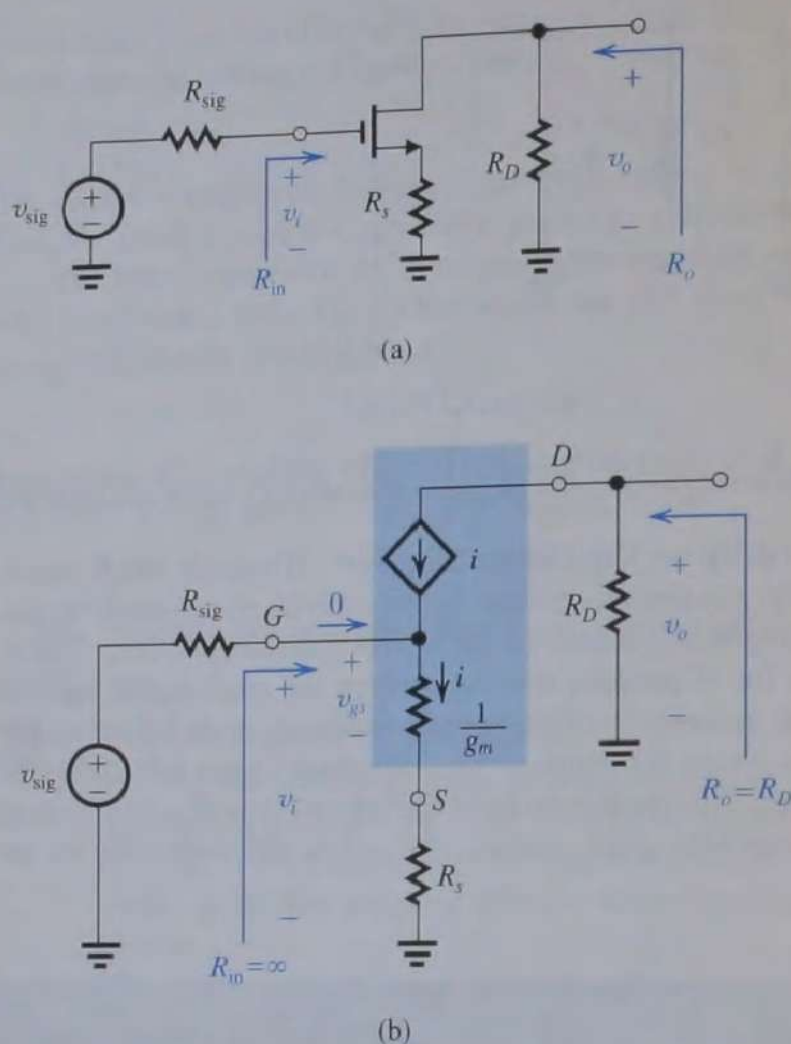 R_sig
+
R_D
v_o
v_sig
+
−
+
v_i
−
R_s
−
R_in
R_o
(a)
D
i
R_sig
G
0
+
R_D
v_o
+
+
v_gs
−
i
1
g_m
−
v_sig
+
−
v_i
S
R_o = R_D
R_s
−
R_in = ∞
(b)